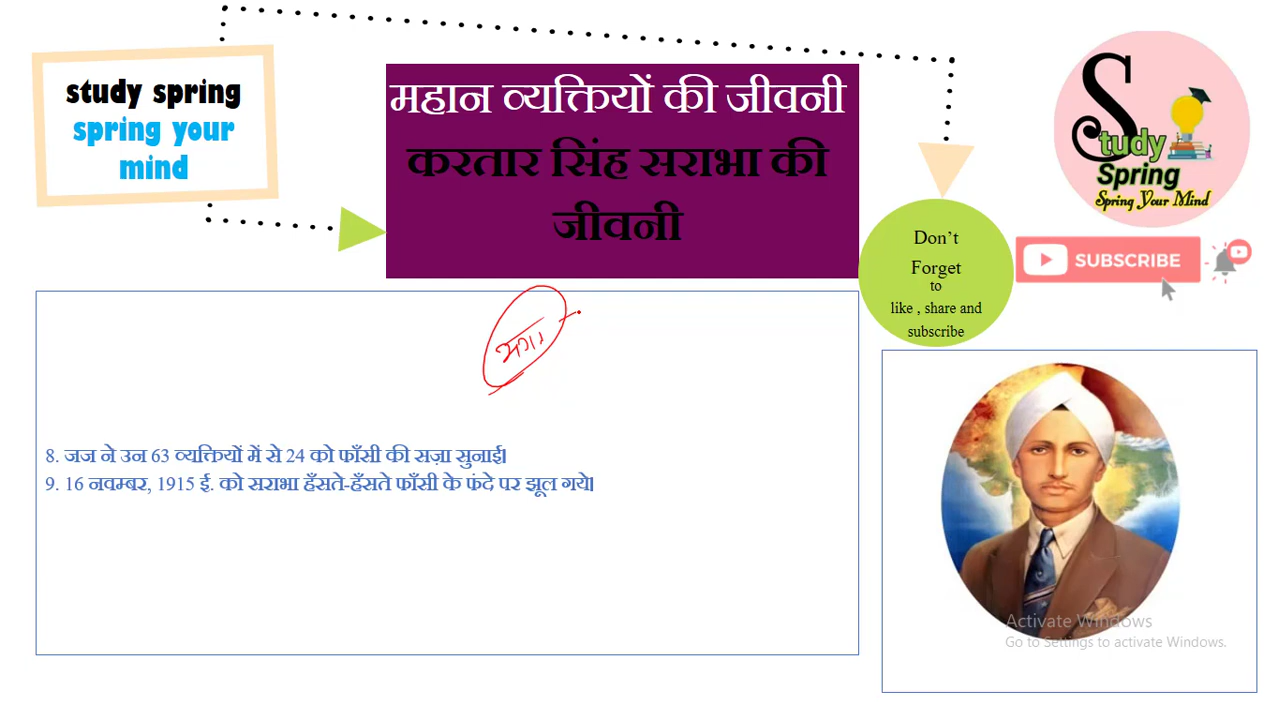 study spring
spring your
mind
महान व्यक्तियों की जीवनी
करतार सिंह सराभा की
जीवनी
Study
Spring
Spring Your Mind
SUBSCRIBE
Don't
Forget
to
like , share and
subscribe
8. जज ने उन 63 व्यक्तियों में से 24 को फाँसी की सज़ा सुनाई|
9. 16 नवम्बर, 1915 ई. को सराभा हँसते-हँसते फाँसी के फंदे पर झूल गये|
Activate Windows
Go to Settings to activate Windows.